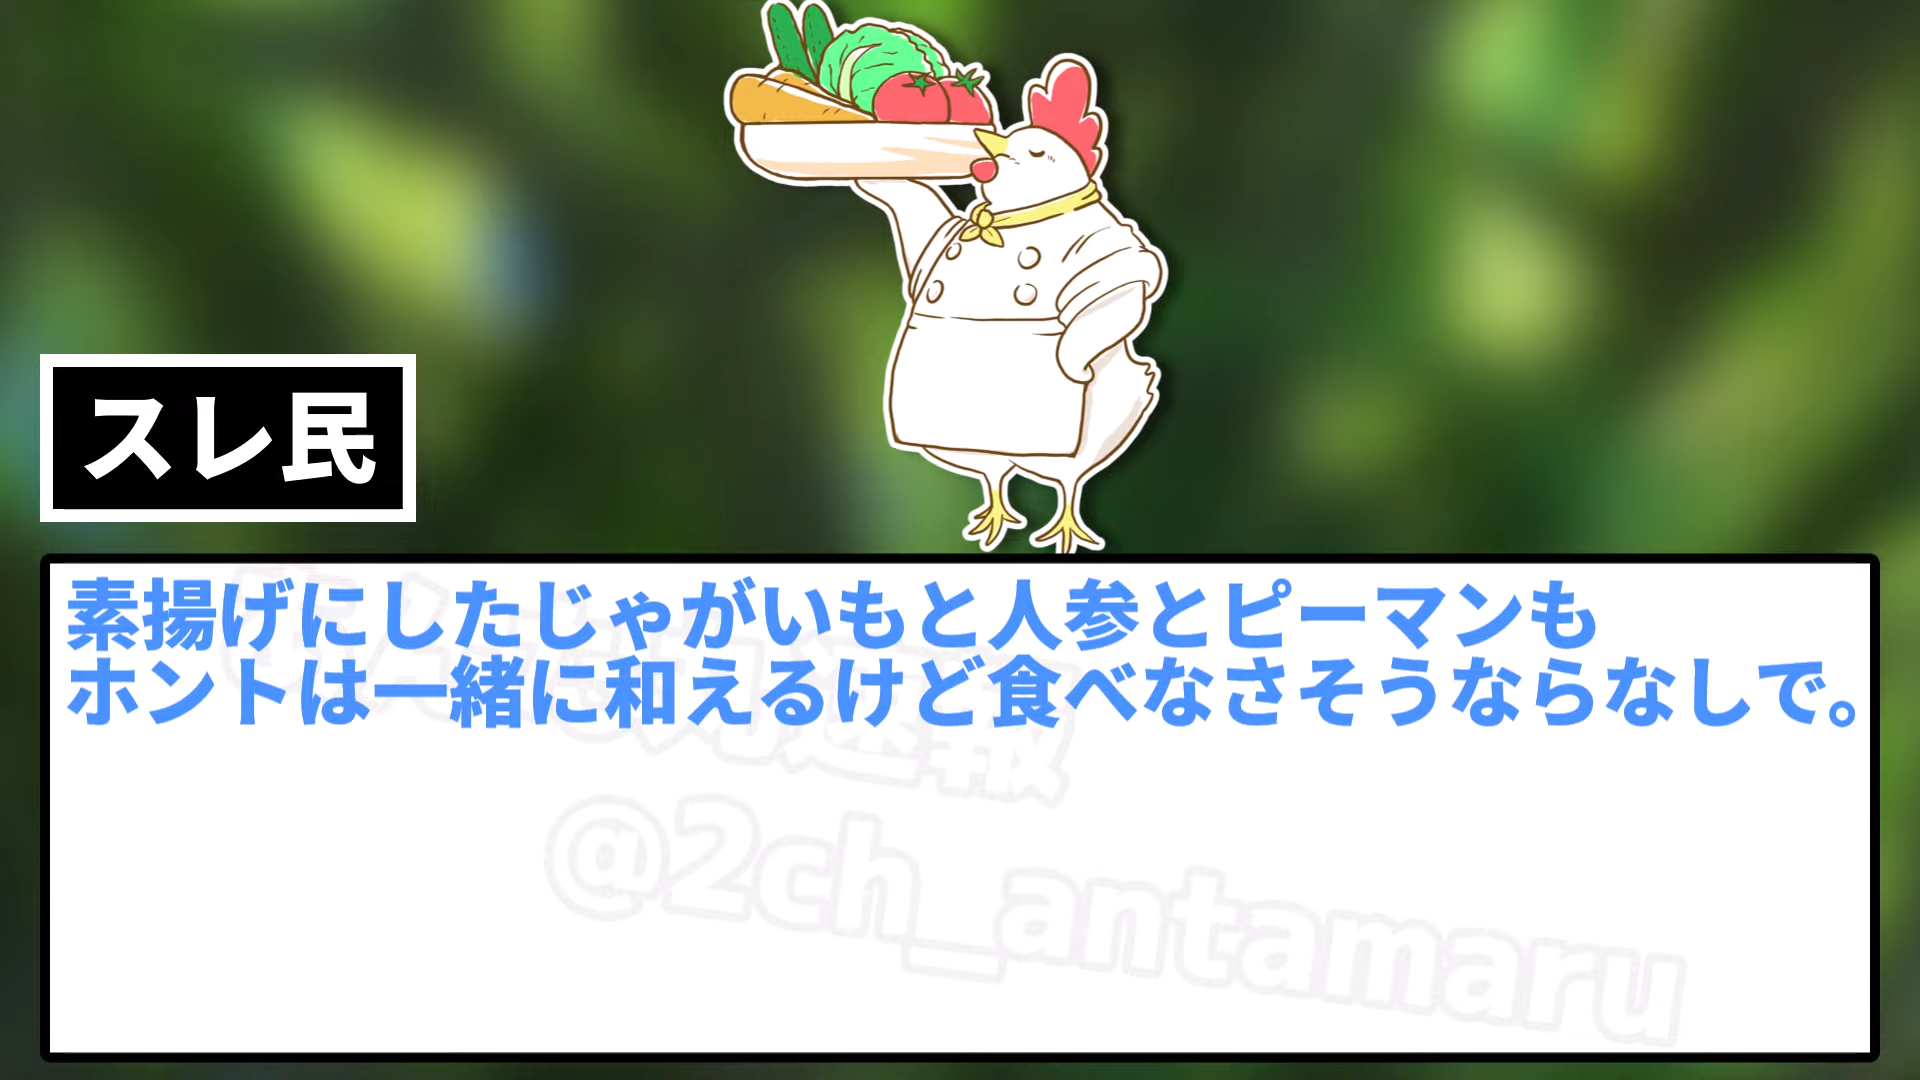 スレ民
素揚げにしたじゃがいもと人参とピーマンも
ホントは一緒に和えるけど食べなさそうならなしで。
@2ch_antamaru